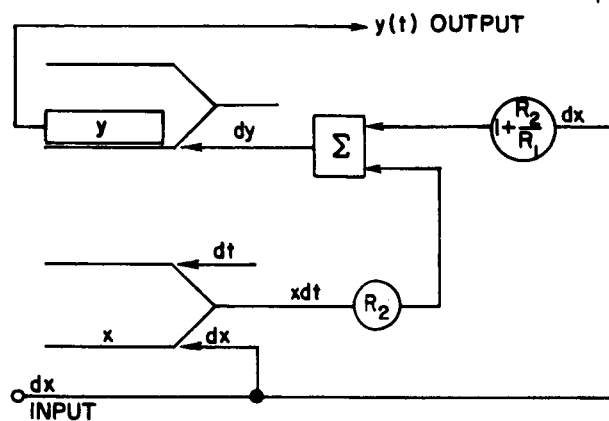 y(t) OUTPUT
y
dy
Σ
1+R₂/R₁
dx
dt
xdt
R₂
x
dx
dx
INPUT